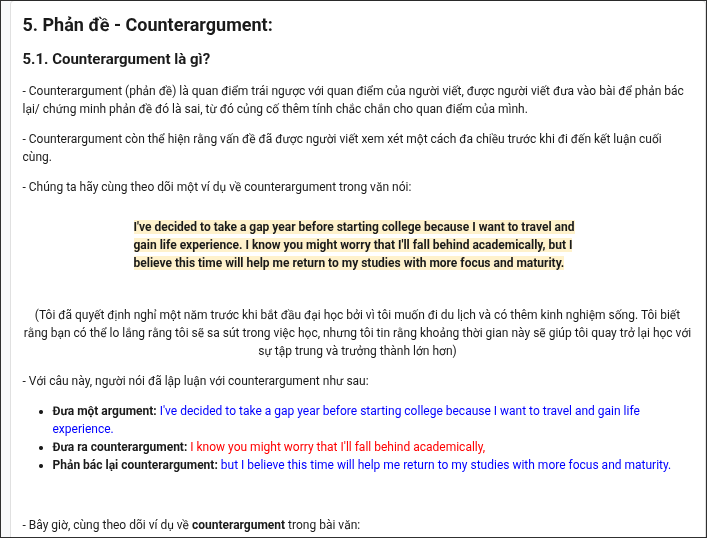 5. Phản đề - Counterargument:
5.1. Counterargument là gì?
- Counterargument (phản đề) là quan điểm trái ngược với quan điểm của người viết, được người viết đưa vào bài để phản bác
lại/ chứng minh phản đề đó là sai, từ đó củng cố thêm tính chắc chắn cho quan điểm của mình.
- Counterargument còn thể hiện rằng vấn đề đã được người viết xem xét một cách đa chiều trước khi đi đến kết luận cuối
cùng.
- Chúng ta hãy cùng theo dõi một ví dụ về counterargument trong văn nói:
I've decided to take a gap year before starting college because I want to travel and
gain life experience. I know you might worry that I'll fall behind academically, but I
believe this time will help me return to my studies with more focus and maturity.
(Tôi đã quyết định nghỉ một năm trước khi bắt đầu đại học bởi vì tôi muốn đi du lịch và có thêm kinh nghiệm sống. Tôi biết
rằng bạn có thể lo lắng rằng tôi sẽ sa sút trong việc học, nhưng tôi tin rằng khoảng thời gian này sẽ giúp tôi quay trở lại học với
sự tập trung và trưởng thành lớn hơn)
- Với câu này, người nói đã lập luận với counterargument như sau:
• Đưa một argument: I've decided to take a gap year before starting college because I want to travel and gain life
experience.
• Đưa ra counterargument: I know you might worry that I'll fall behind academically,
• Phản bác lại counterargument: but I believe this time will help me return to my studies with more focus and maturity.
- Bây giờ, cùng theo dõi ví dụ về counterargument trong bài văn: